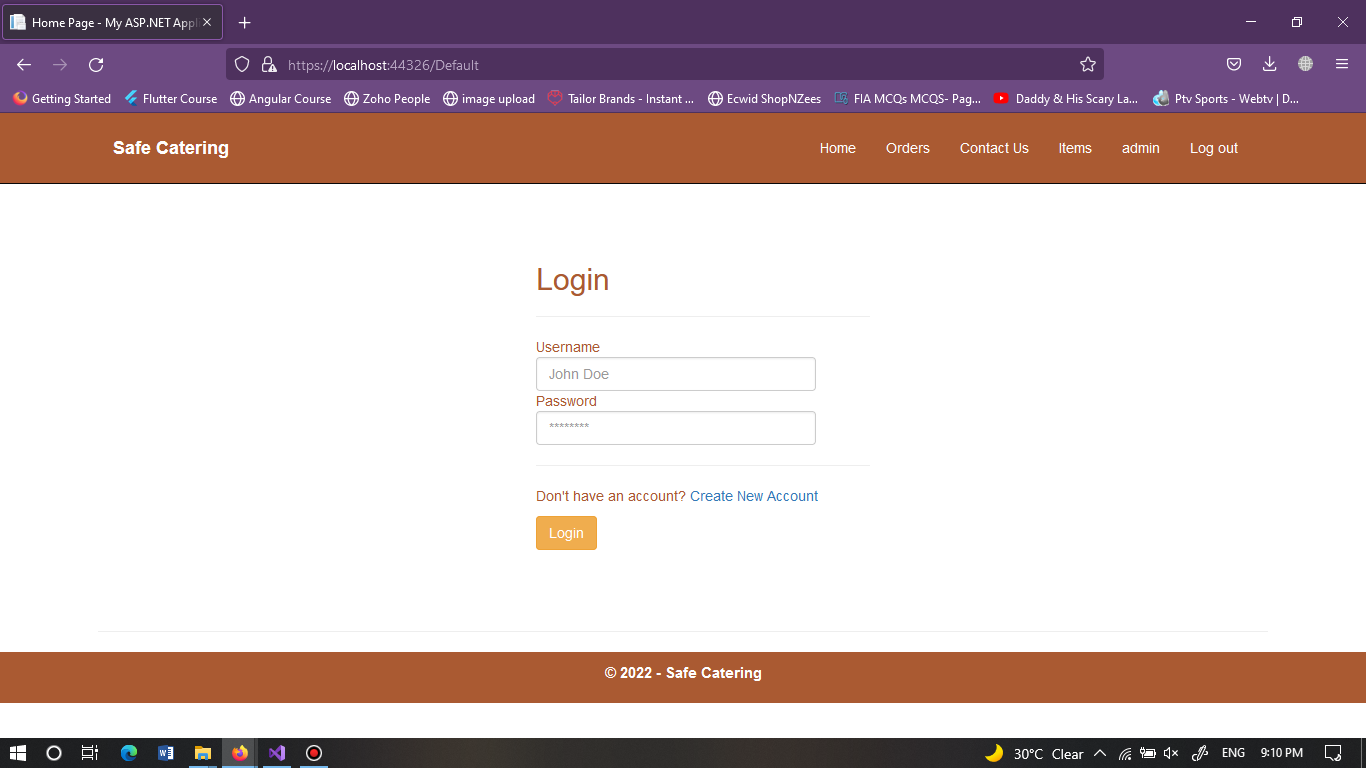 Home Page - My ASP.NET Appli
https://localhost:44326/Default
Getting Started Flutter Course Angular Course Zoho People image upload Tailor Brands - Instant ... Ecwid ShopNZees FIA MCQs MCQS- Pag... Daddy & His Scary La... Ptv Sports - Webtv | D...
Safe Catering Home Orders Contact Us Items admin Log out
Login
Username
John Doe
Password
********
Don't have an account? Create New Account
Login
© 2022 - Safe Catering
30°C Clear ENG 9:10 PM